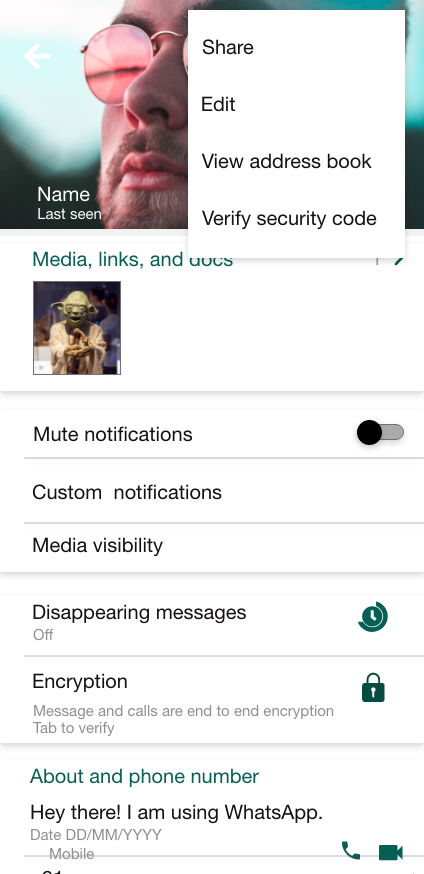 Share
Edit
View address book
Verify security code
Name
Last seen
Media, links, and docs
Mute notifications
Custom  notifications
Media visibility
Disappearing messages
Off
Encryption
Message and calls are end to end encryption
Tab to verify
About and phone number
Hey there! I am using WhatsApp.
Date DD/MM/YYYY
Mobile